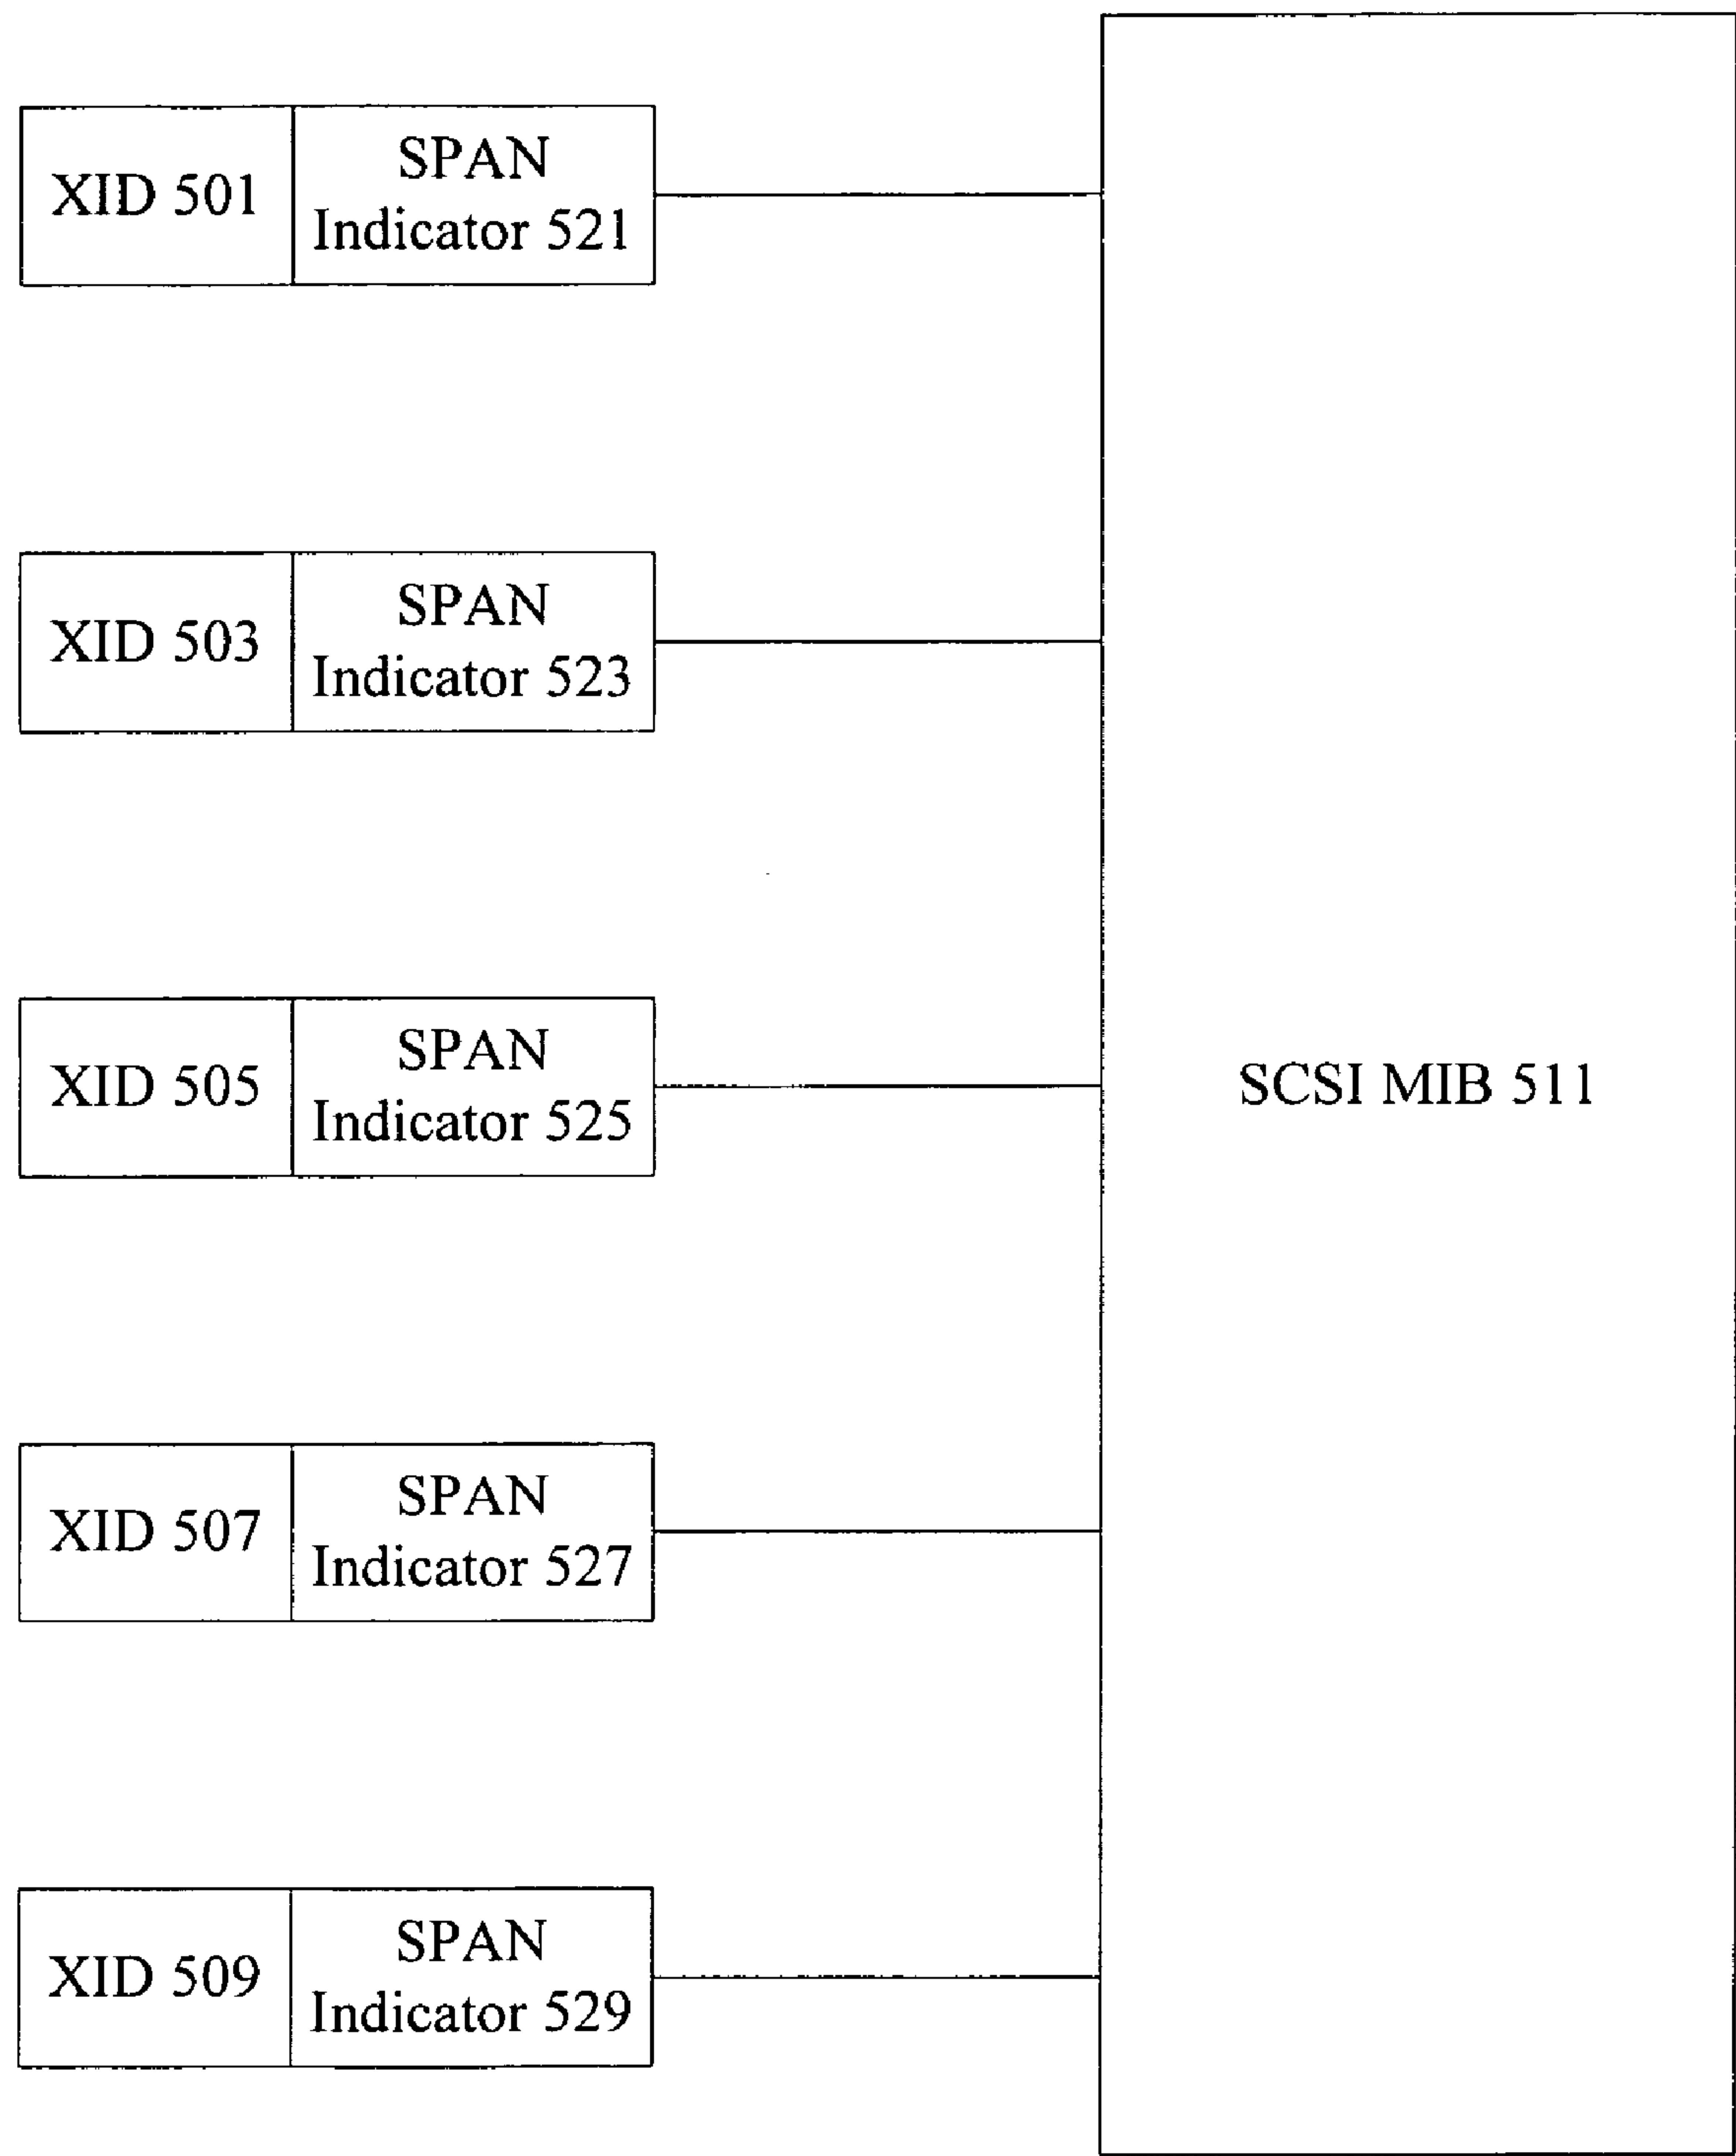 XID 501
SPAN
Indicator 521
XID 503
SPAN
Indicator 523
XID 505
SPAN
Indicator 525
SCSI MIB 511
XID 507
SPAN
Indicator 527
XID 509
SPAN
Indicator 529